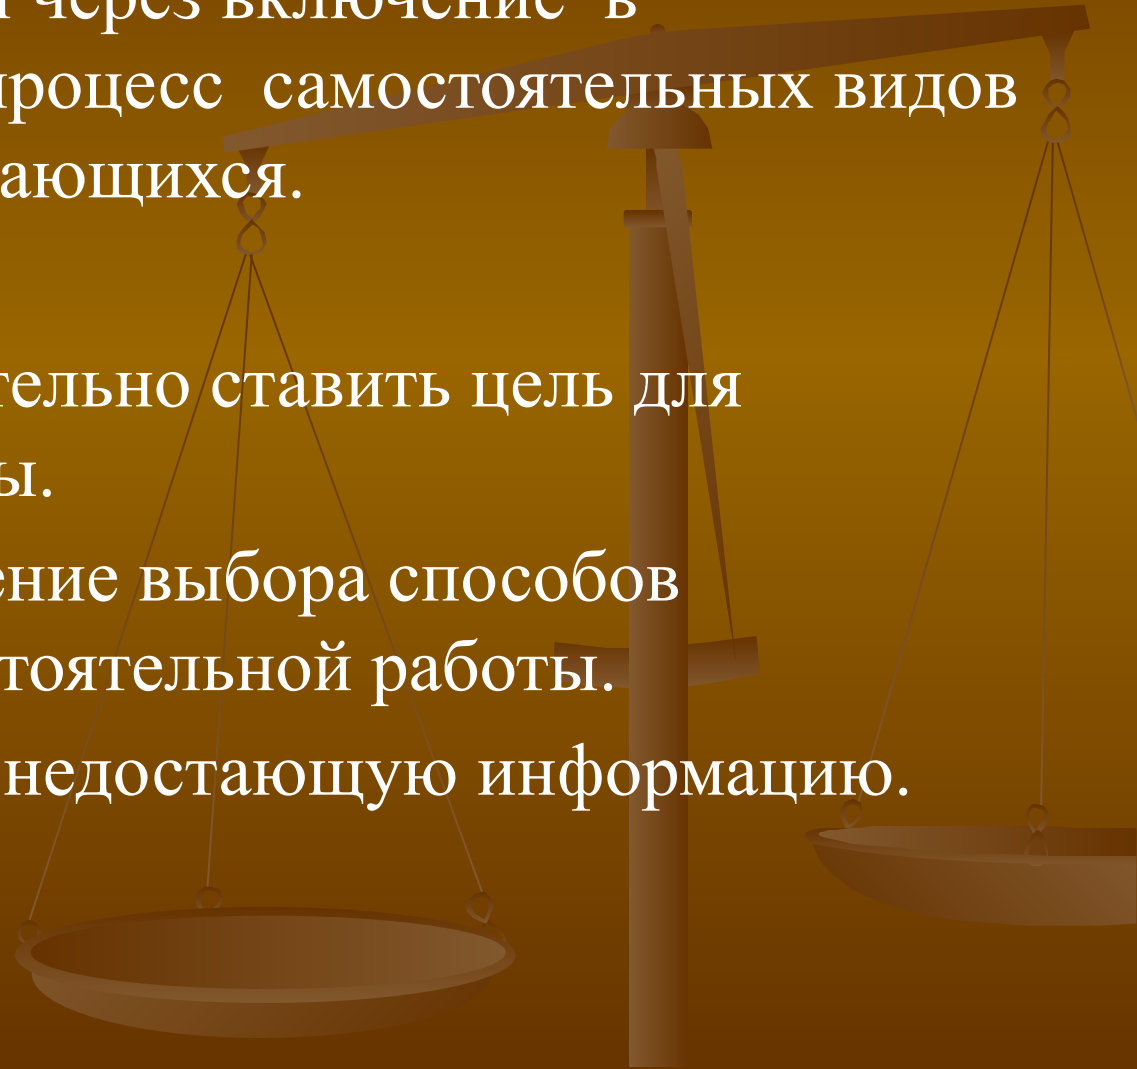 через включение в
процесс самостоятельных видов
ающихся.
тельно ставить цель для
ы.
ение выбора способов
тоятельной работы.
недостающую информацию.